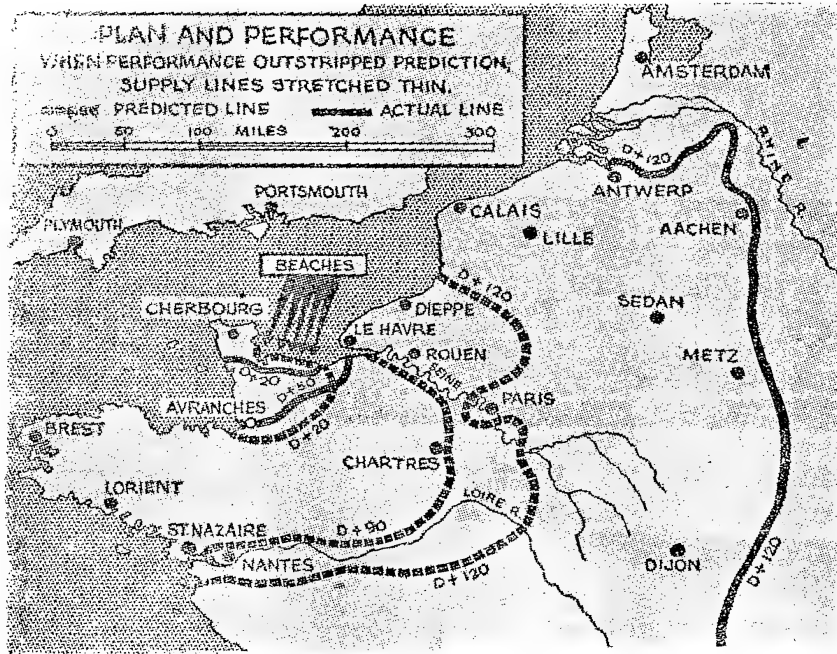 PLAN AND PERFORMANCE
WHEN PERFORMANCE OUTSTRIPPED PREDICTION,
SUPPLY LINES STRETCHED THIN.
PREDICTED LINE ACTUAL LINE
0 50 100 MILES 200 300
AMSTERDAM
RHINE R.
D+120
ANTWERP
PORTSMOUTH
PLYMOUTH
CALAIS
AACHEN
LILLE
BEACHES
D+120
CHERBOURG
DIEPPE
SEDAN
LE HAVRE
ROUEN
SEINE
METZ
D+20
D+50
AVRANCHES
PARIS
D+20
BREST
CHARTRES
LORIENT
LOIRE R.
ST.NAZAIRE
D+90
NANTES
DIJON
D+120
D+120